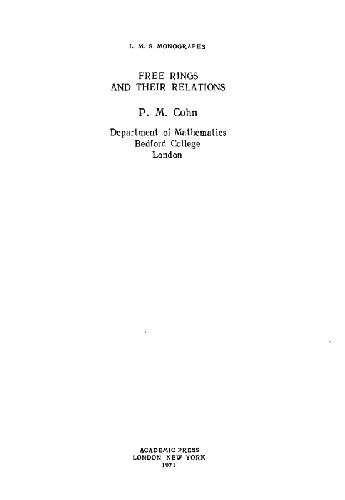 L. M. S. MONOGRAPHS
FREE RINGS
AND THEIR RELATIONS
P. M. Cohn
Department of Mathematics
Bedford College
London
ACADEMIC PRESS
LONDON NEW YORK
1971